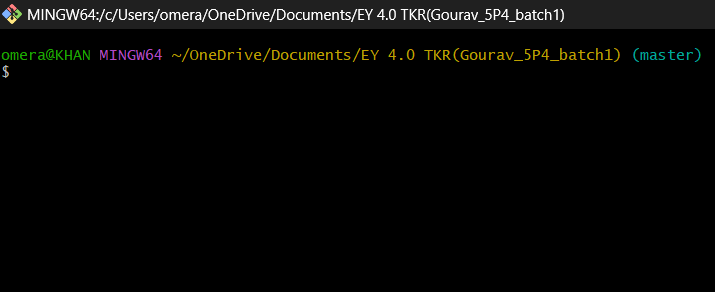 MINGW64:/c/Users/omera/OneDrive/Documents/EY 4.0 TKR(Gourav_5P4_batch1)
omera@KHAN MINGW64 ~/OneDrive/Documents/EY 4.0 TKR(Gourav_5P4_batch1) (master)
$